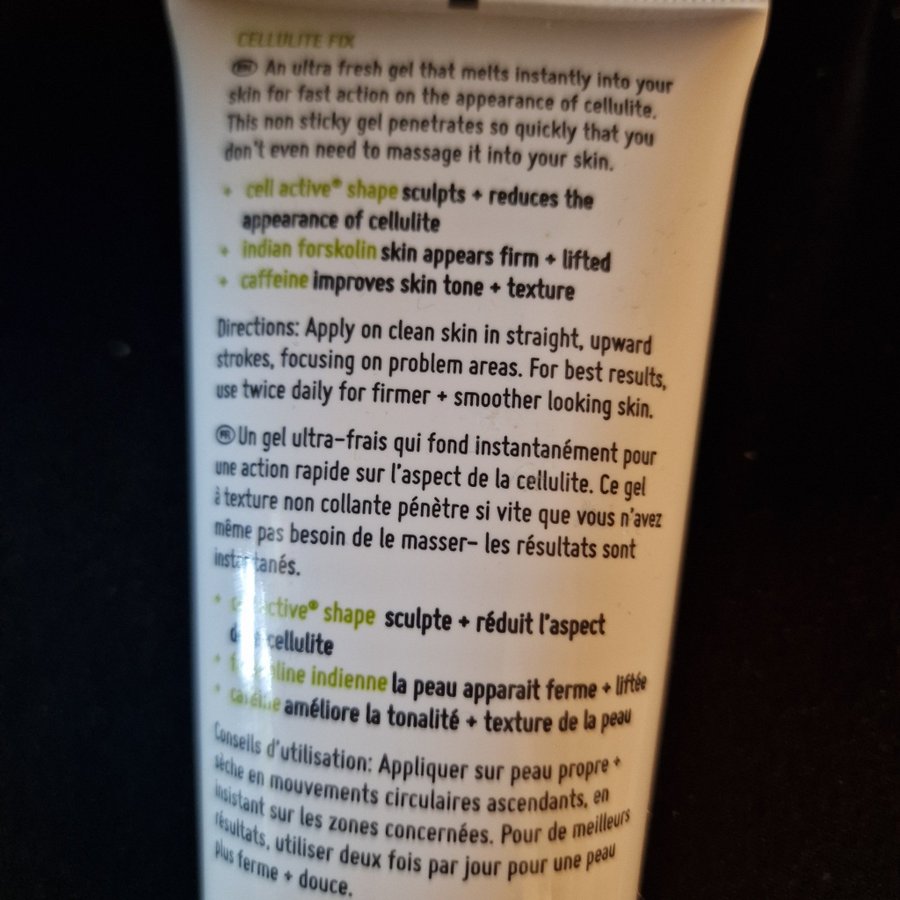 CELLULITE FIX
An ultra fresh gel that melts instantly into your
skin for fast action on the appearance of cellulite.
This non sticky gel penetrates so quickly that you
don't even need to massage it into your skin.
+ cell active® shape sculpts + reduces the
appearance of cellulite
+ indian forskolin skin appears firm + lifted
+ caffeine improves skin tone + texture
Directions: Apply on clean skin in straight, upward
strokes, focusing on problem areas. For best results,
use twice daily for firmer + smoother looking skin.
FR Un gel ultra-frais qui fond instantanément pour
une action rapide sur l'aspect de la cellulite. Ce gel
à texture non collante pénètre si vite que vous n'avez
même pas besoin de le masser- les résultats sont
instantanés.
+ active® shape sculpte + réduit l'aspect
cellulite
+ indienne la peau apparait ferme + liftée
+ caféine améliore la tonalité + texture de la peau
Conseils d'utilisation: Appliquer sur peau propre +
sèche en mouvements circulaires ascendants, en
insistant sur les zones concernées. Pour de meilleurs
résultats, utiliser deux fois par jour pour une peau
plus ferme + douce.